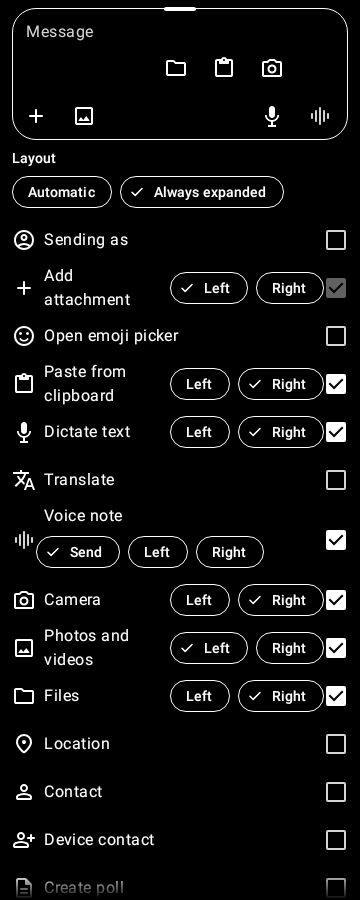 Message
Layout
Automatic
Always expanded
Sending as
Add
attachment
Left
Right
Open emoji picker
Paste from
clipboard
Left
Right
Dictate text
Left
Right
Translate
Voice note
Send
Left
Right
Camera
Left
Right
Photos and
videos
Left
Right
Files
Left
Right
Location
Contact
Device contact
Create poll